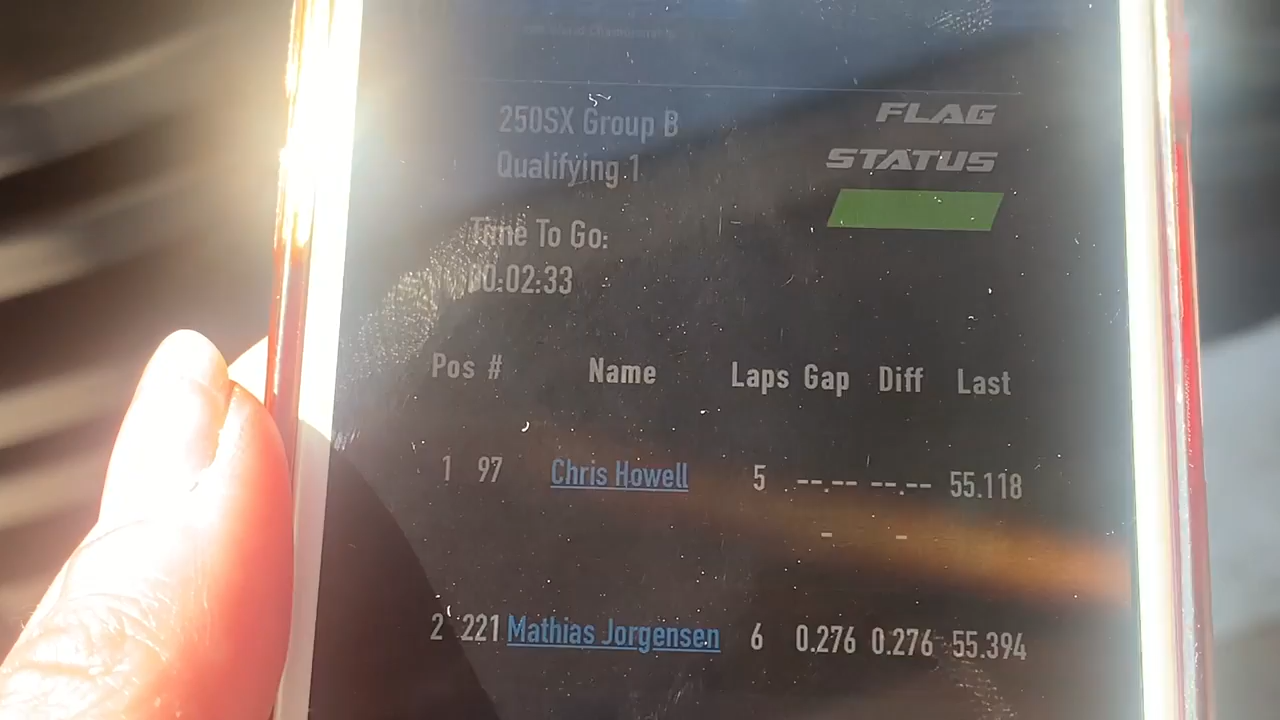 250SX Group B
Qualifying 1
FLAG
STATUS
Time To Go:
00:02:33
Pos # Name Laps Gap Diff Last
1 97 Chris Howell 5 --.--- --.--- 55.118
2 221 Mathias Jorgensen 6 0.276 0.276 55.394